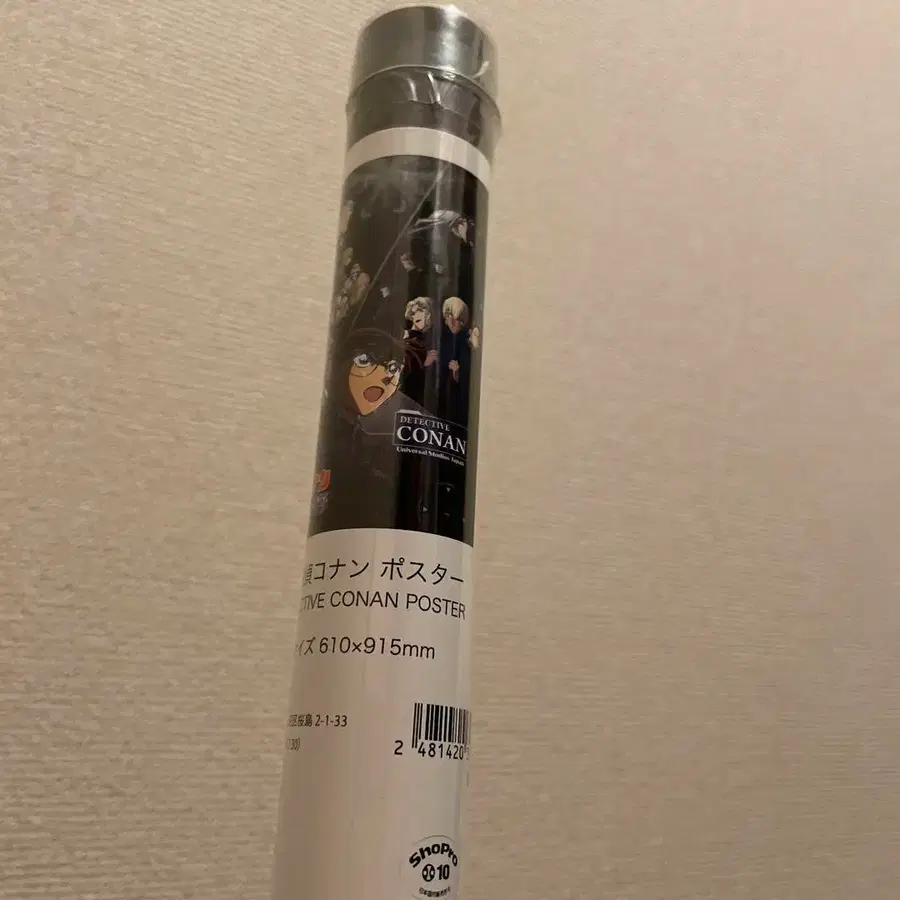 DETECTIVE
CONAN
Universal Studios Japan
偵コナン ポスター
CTIVE CONAN POSTER
イズ 610×915mm
区桜島 2-1-33
2 481420
ShoPro
10